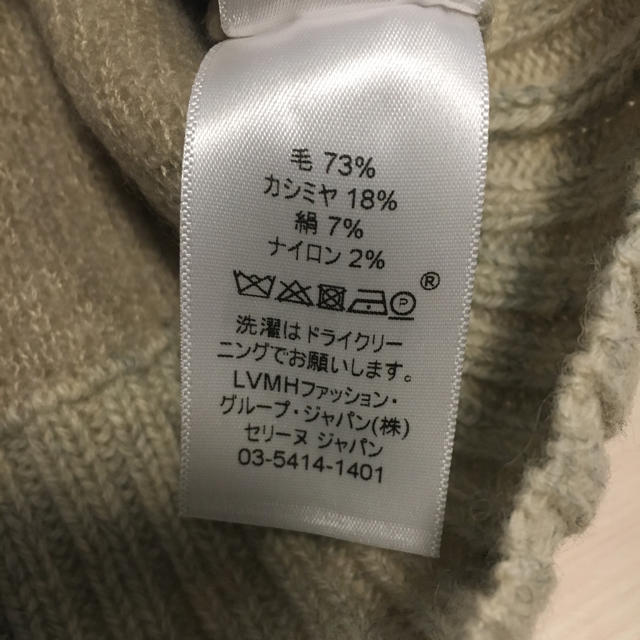 毛 73%
カシミヤ 18%
絹 7%
ナイロン 2%
P ®
洗濯はドライクリー
ニングでお願いします。
LVMHファッション・
グループ・ジャパン(株)
セリーヌ ジャパン
03-5414-1401